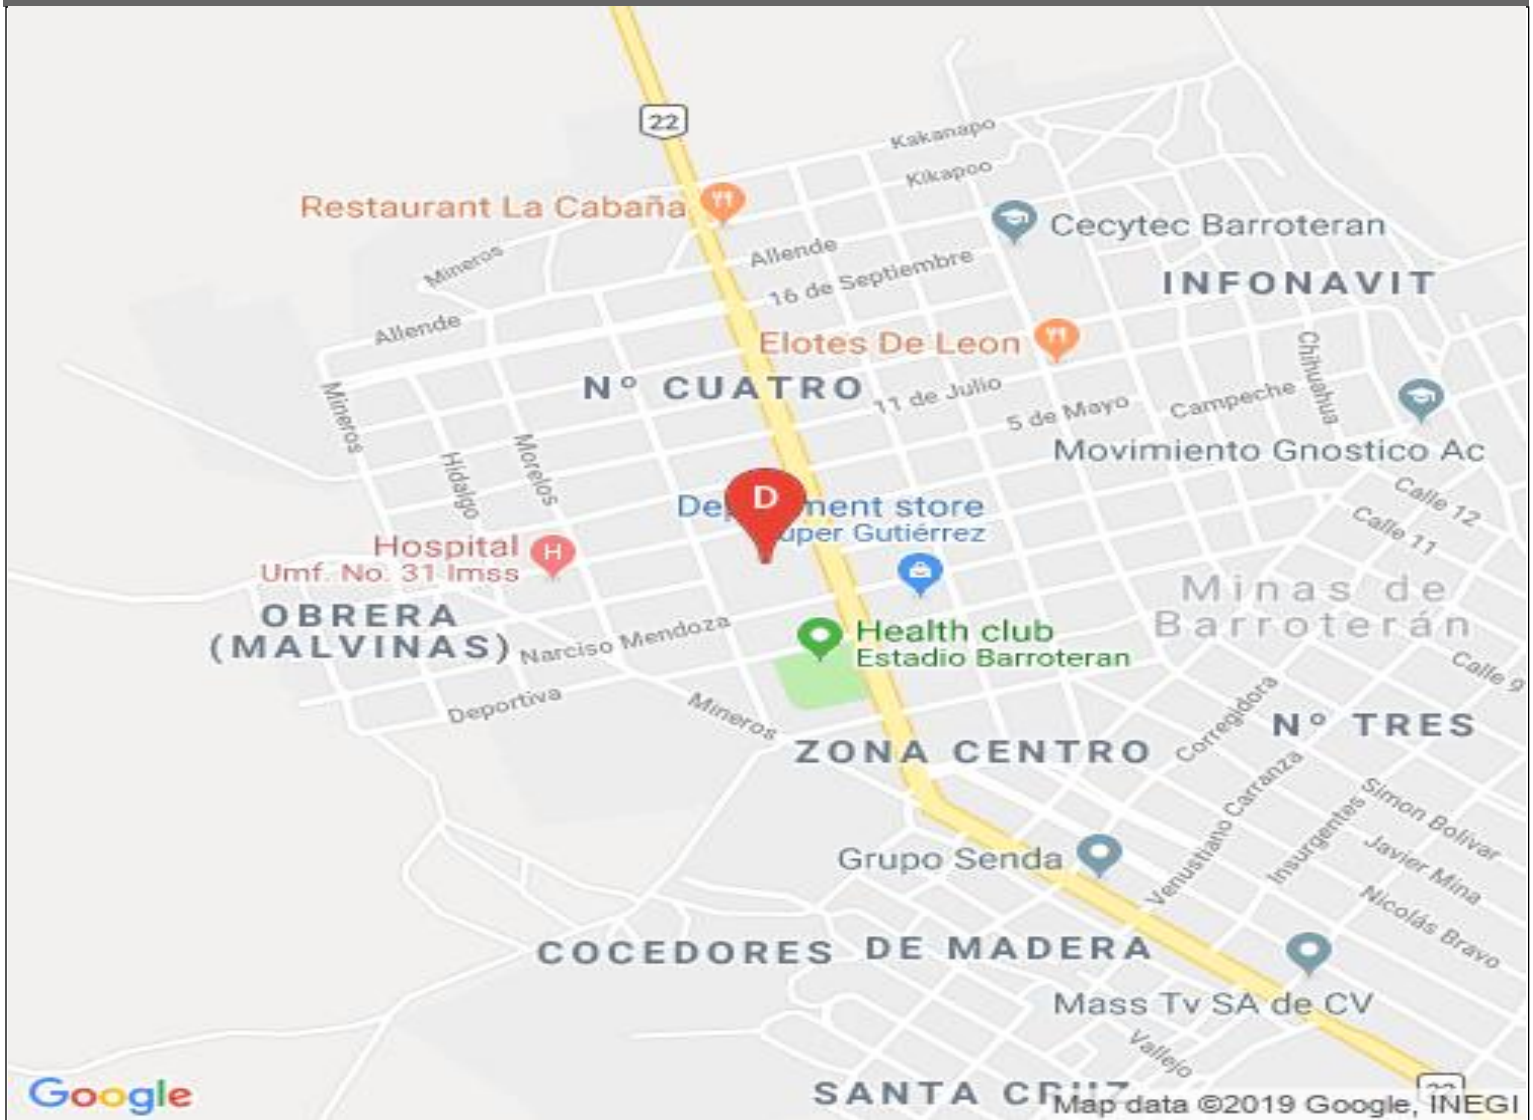 22
Kakanapo
Kikapoo
Restaurant La Cabaña
Cecytec Barroteran
Mineros
Allende
16 de Septiembre
INFONAVIT
Allende
Elotes De Leon
Chihuahua
Nº CUATRO
11 de Julio
Campeche
5 de Mayo
Mineros
Movimiento Gnostico Ac
Hidalgo
Morelos
D
store
Calle 12
Gutiérrez
Calle 11
Hospital
H
Umf. No. 31 Imss
Minas de
Barroterán
OBRERA
(MALVINAS)
Narciso Mendoza
Health club
Estadio Barroteran
Calle 9
Deportiva
Mineros
Corregidora
Nº TRES
ZONA CENTRO
Venustiano Carranza
Insurgentes
Simon Bolívar
Javier Mina
Grupo Senda
Nicolás Bravo
COCEDORES DE MADERA
Mass Tv SA de CV
Vallejo
SANTA
Google
Map data ©2019 Google, INEGI